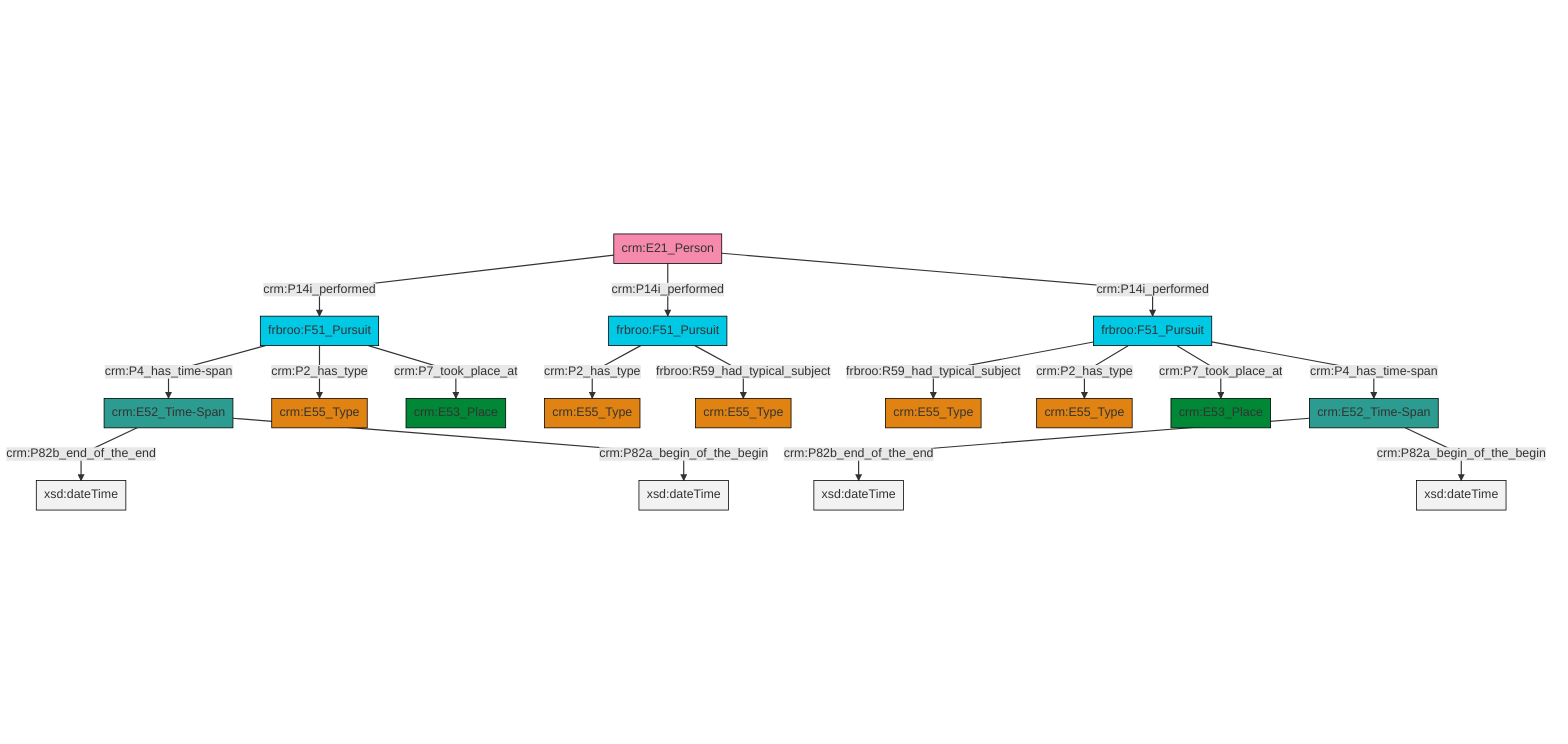 crm:E21_Person
crm:P14i_performed
crm:P14i_performed
crm:P14i_performed
frbroo:F51_Pursuit
frbroo:F51_Pursuit
frbroo:F51_Pursuit
crm:P4_has_time-span
crm:P2_has_type
crm:P7_took_place_at
crm:P2_has_type
frbroo:R59_had_typical_subject
frbroo:R59_had_typical_subject
crm:P2_has_type
crm:P7_took_place_at
crm:P4_has_time-span
crm:E52_Time-Span
crm:E55_Type
crm:E53_Place
crm:E55_Type
crm:E55_Type
crm:E55_Type
crm:E55_Type
crm:E53_Place
crm:E52_Time-Span
crm:P82b_end_of_the_end
crm:P82a_begin_of_the_begin
crm:P82b_end_of_the_end
crm:P82a_begin_of_the_begin
xsd:dateTime
xsd:dateTime
xsd:dateTime
xsd:dateTime